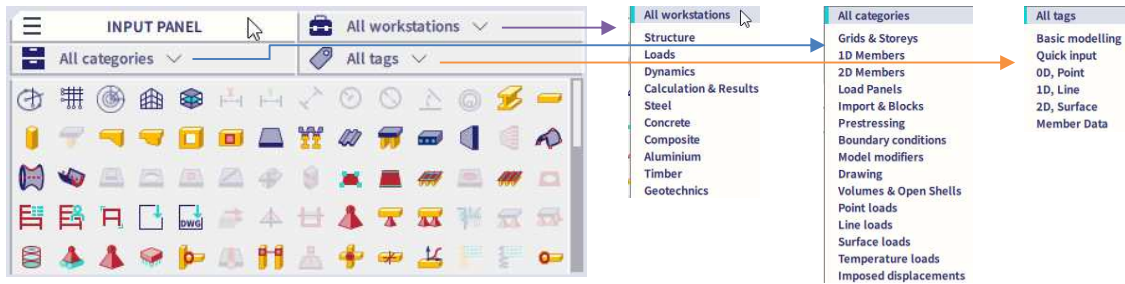 INPUT PANEL
All workstations
All categories
All tags
DWG
All workstations
Structure
Loads
Dynamics
Calculation & Results
Steel
Concrete
Composite
Aluminium
Timber
Geotechnics
All categories
Grids & Storeys
1D Members
2D Members
Load Panels
Import & Blocks
Prestressing
Boundary conditions
Model modifiers
Drawing
Volumes & Open Shells
Point loads
Line loads
Surface loads
Temperature loads
Imposed displacements
All tags
Basic modelling
Quick input
0D, Point
1D, Line
2D, Surface
Member Data